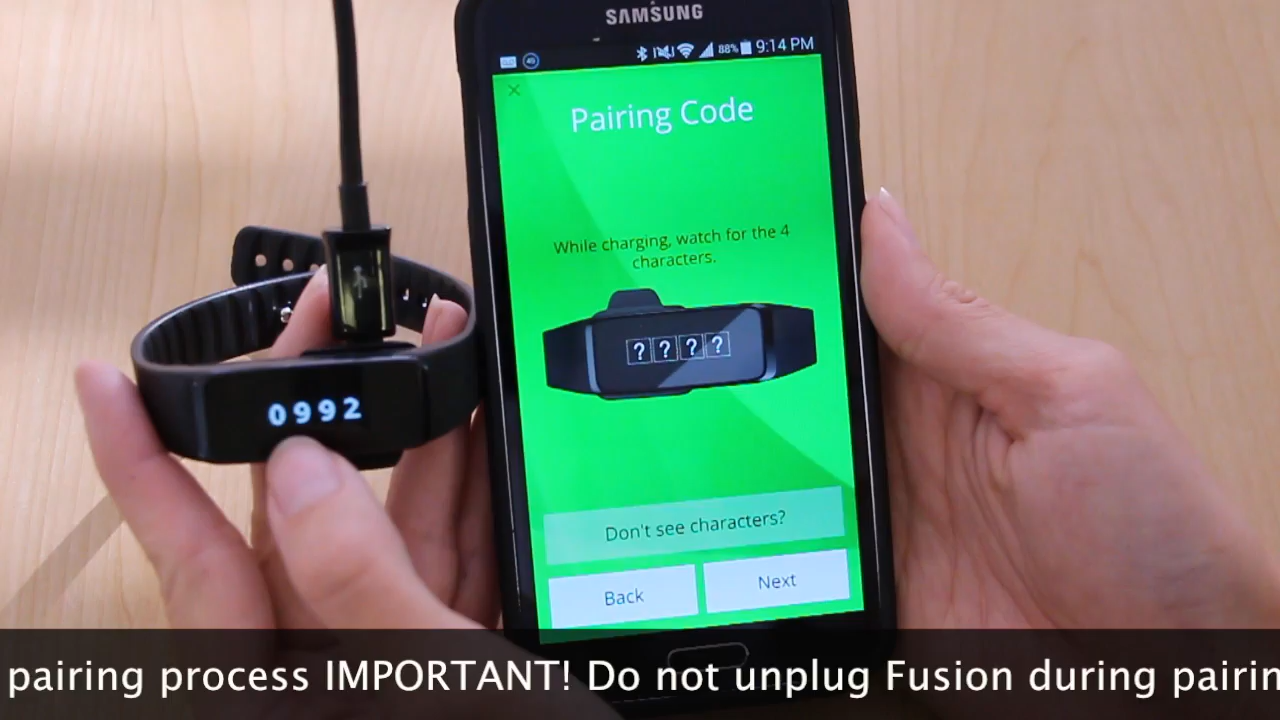 SAMSUNG
88% 9:14 PM
Pairing Code
While charging, watch for the 4
characters.
? ? ? ?
0992
Don't see characters?
Back
Next
pairing process IMPORTANT! Do not unplug Fusion during pairin